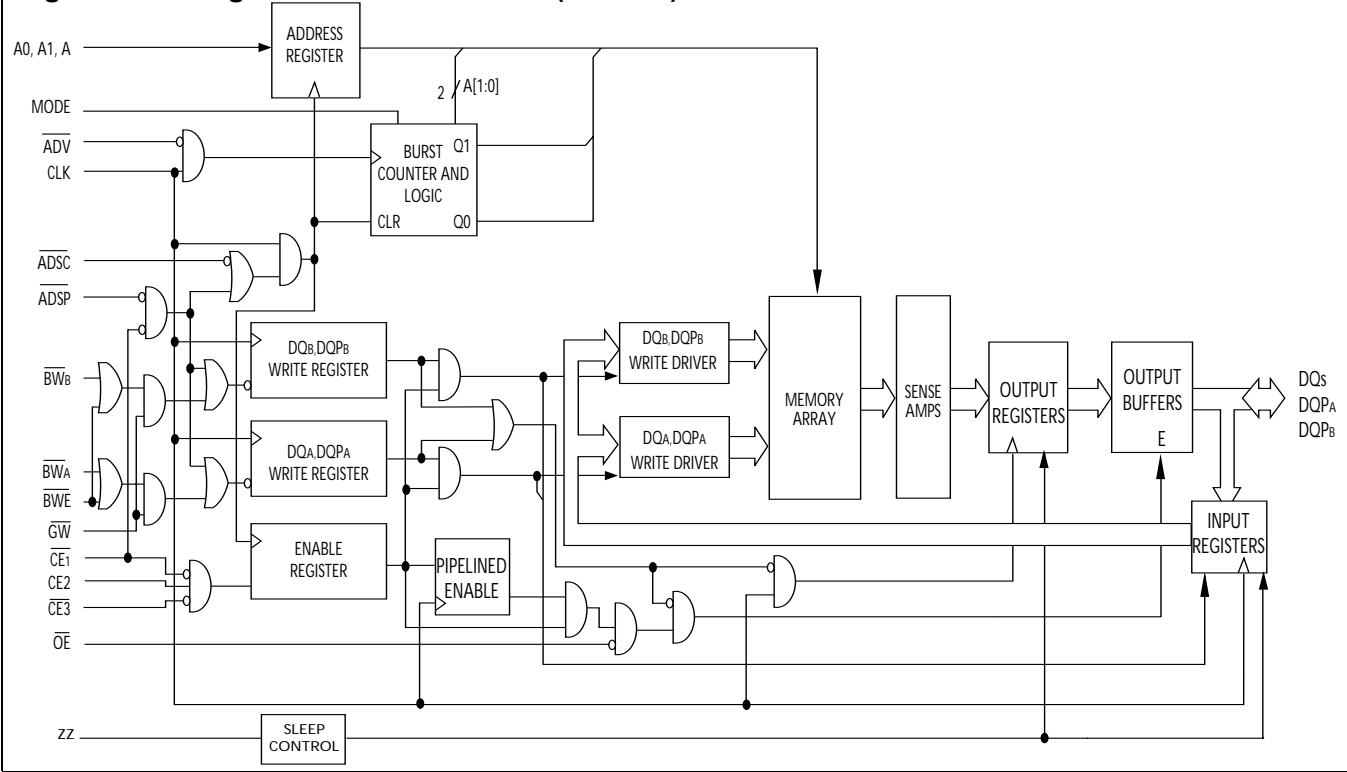 A0, A1, A
MODE
ADV
CLK
ADSC
ADSP
BWB
BWA
BWE
GW
CE1
CE2
CE3
OE
ZZ
ADDRESS
REGISTER
2
A[1:0]
BURST
COUNTER AND
LOGIC
Q1
CLR
Q0
DQB,DQPB
WRITE REGISTER
DQA,DQPA
WRITE REGISTER
ENABLE
REGISTER
PIPELINED
ENABLE
SLEEP
CONTROL
DQB,DQPB
WRITE DRIVER
DQA,DQPA
WRITE DRIVER
MEMORY
ARRAY
SENSE
AMPS
OUTPUT
REGISTERS
OUTPUT
BUFFERS
E
INPUT
REGISTERS
DQs
DQPA
DQPB